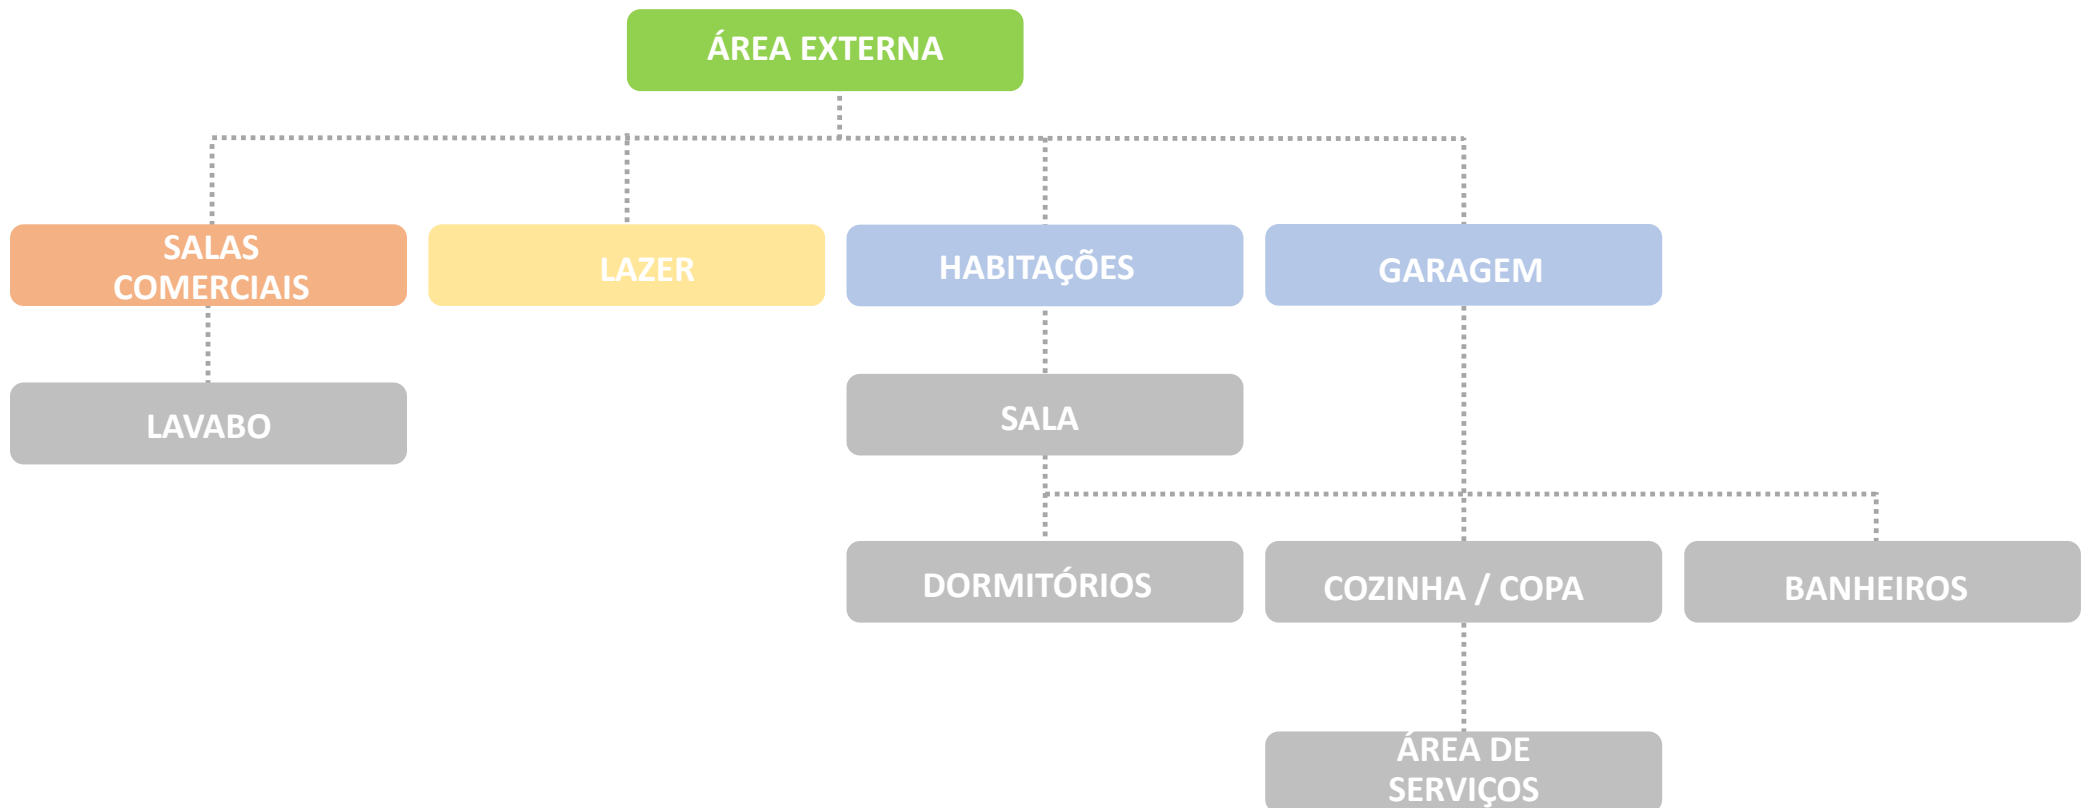 ÁREA EXTERNA
SALAS
COMERCIAIS
LAZER
HABITAÇÕES
GARAGEM
LAVABO
SALA
DORMITÓRIOS
COZINHA / COPA
BANHEIROS
ÁREA DE
SERVIÇOS